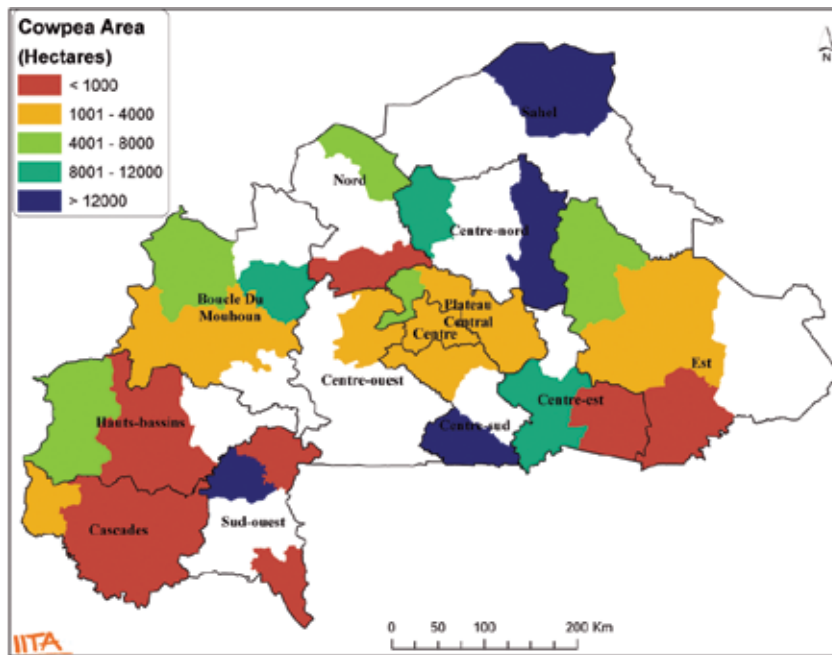 Cowpea Area
(Hectares)
< 1000
1001 - 4000
4001 - 8000
8001 - 12000
> 12000
N
Sahel
Nord
Centre-nord
Boucle Du
Mouhoun
Plateau
Central
Centre
Est
Centre-ouest
Centre-est
Hauts-bassins
Centre-sud
Cascades
Sud-ouest
0 50 100 200 Km
IITA